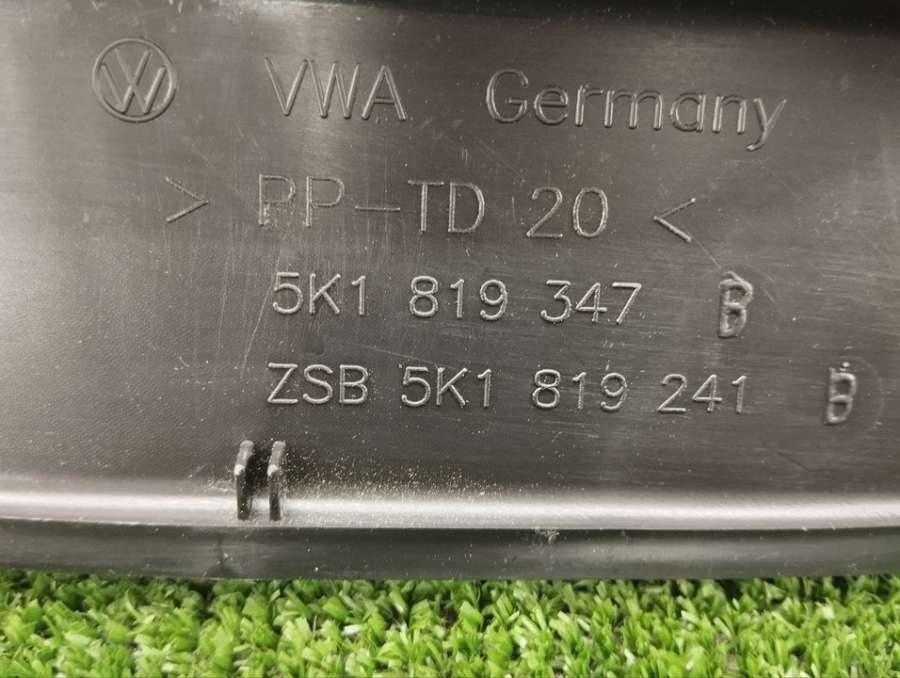 VWA Germany
> PP-TD 20 <
5K1 819 347 B
ZSB 5K1 819 241 B